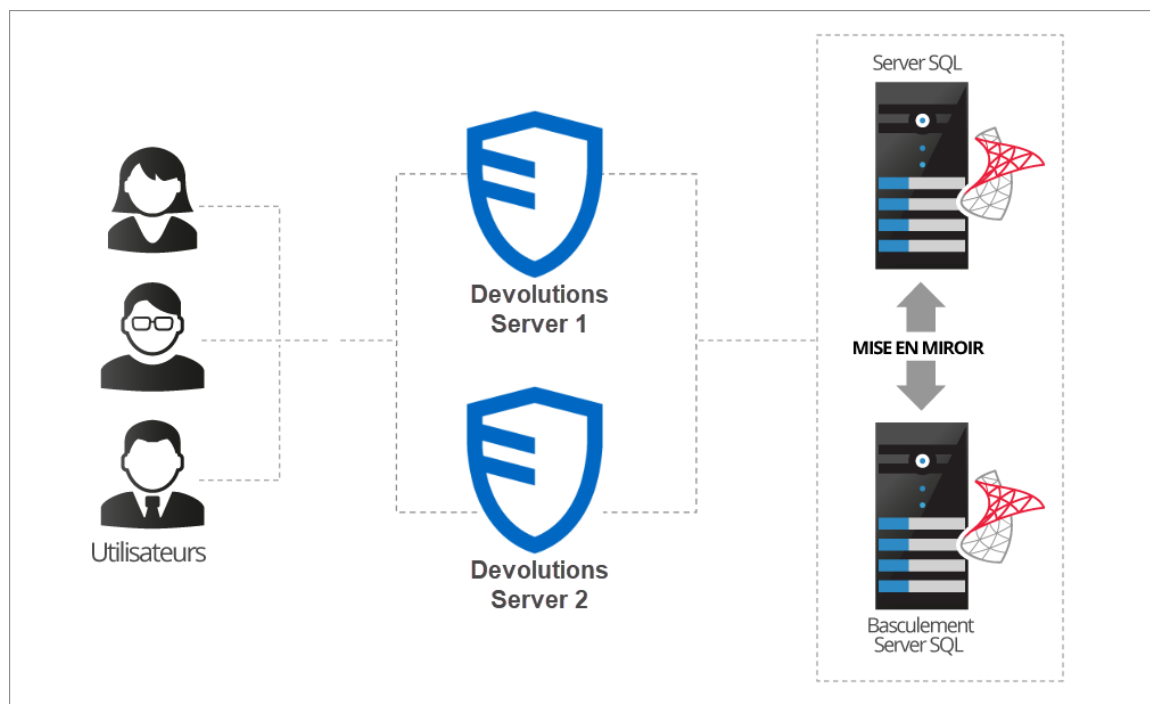 Server SQL
Devolutions
Server 1
MISE EN MIROIR
Utilisateurs
Devolutions
Server 2
Basculement
Server SQL